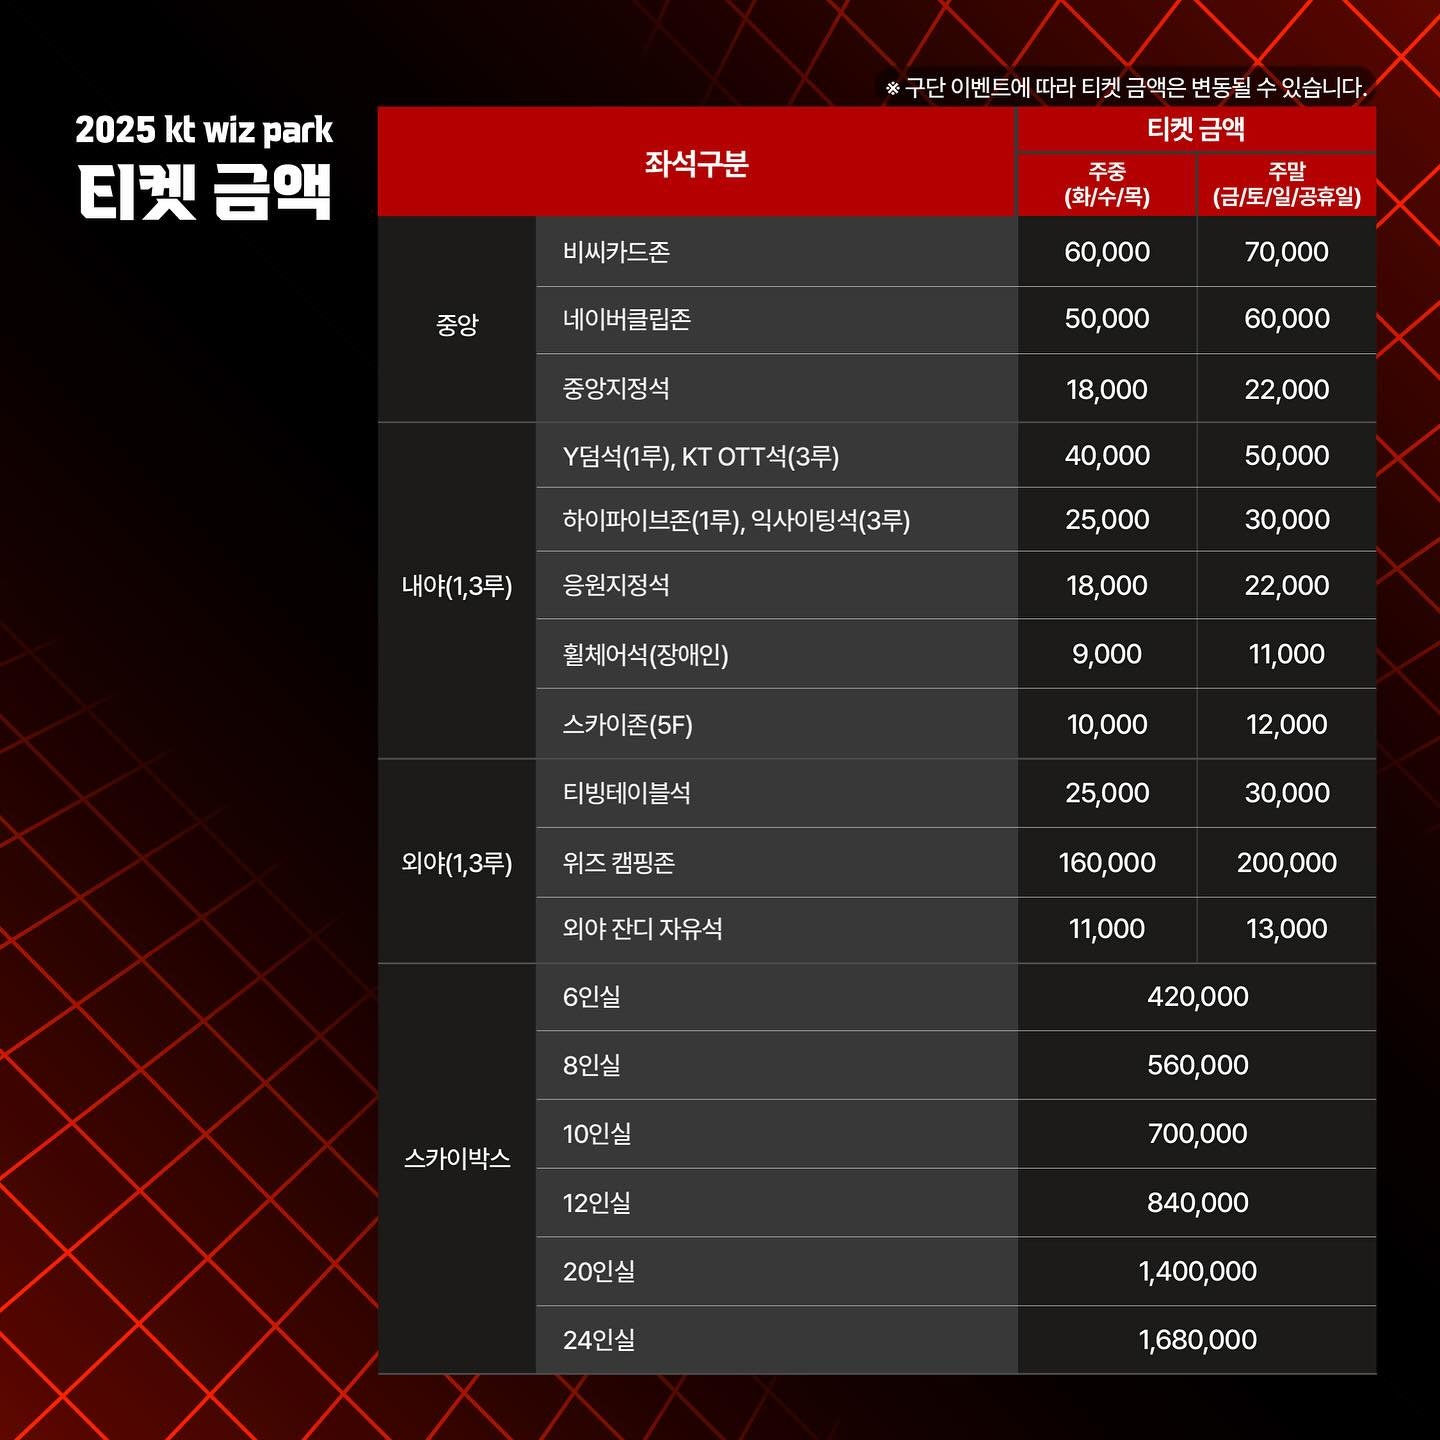 ※ 구단 이벤트에 따라 티켓 금액은 변동될 수 있습니다.
2025 kt wiz park
티켓 금액
좌석구분
티켓 금액
주중
(화/수/목)
주말
(금/토/일/공휴일)
중앙
비씨카드존 60,000 70,000
네이버클립존 50,000 60,000
중앙지정석 18,000 22,000
내야(1,3루)
Y덤석(1루), KT OTT석(3루) 40,000 50,000
하이파이브존(1루), 익사이팅석(3루) 25,000 30,000
응원지정석 18,000 22,000
휠체어석(장애인) 9,000 11,000
스카이존(5F) 10,000 12,000
외야(1,3루)
티빙테이블석 25,000 30,000
위즈 캠핑존 160,000 200,000
외야 잔디 자유석 11,000 13,000
스카이박스
6인실 420,000
8인실 560,000
10인실 700,000
12인실 840,000
20인실 1,400,000
24인실 1,680,000